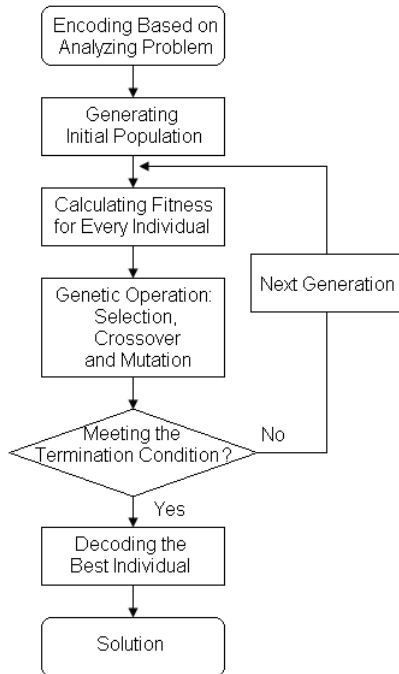 Encoding Based on
Analyzing Problem
Generating
Initial Population
Calculating Fitness
for Every Individual
Next Generation
Genetic Operation:
Selection,
Crossover
and Mutation
Meeting the
Termination Condition?
No
Yes
Decoding the
Best Individual
Solution